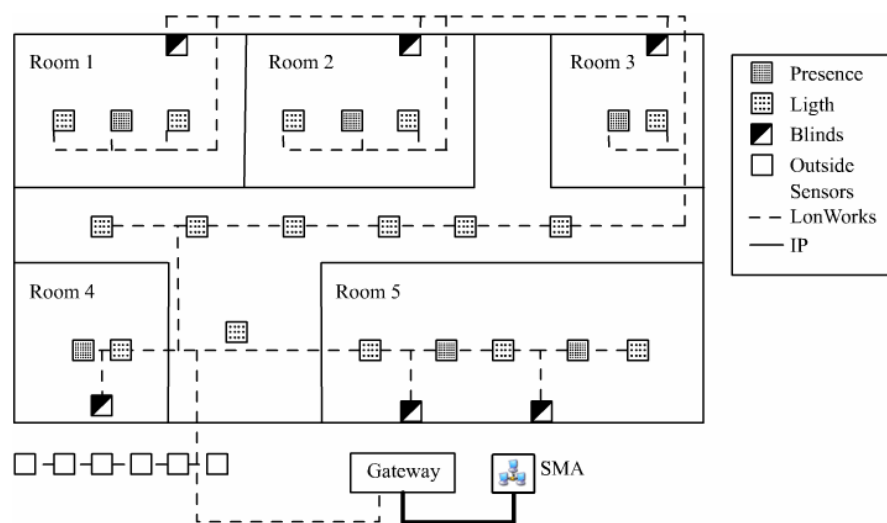 Room 1
Room 2
Room 3
Presence
Ligth
Blinds
Outside
Sensors
LonWorks
IP
Room 4
Room 5
Gateway
SMA